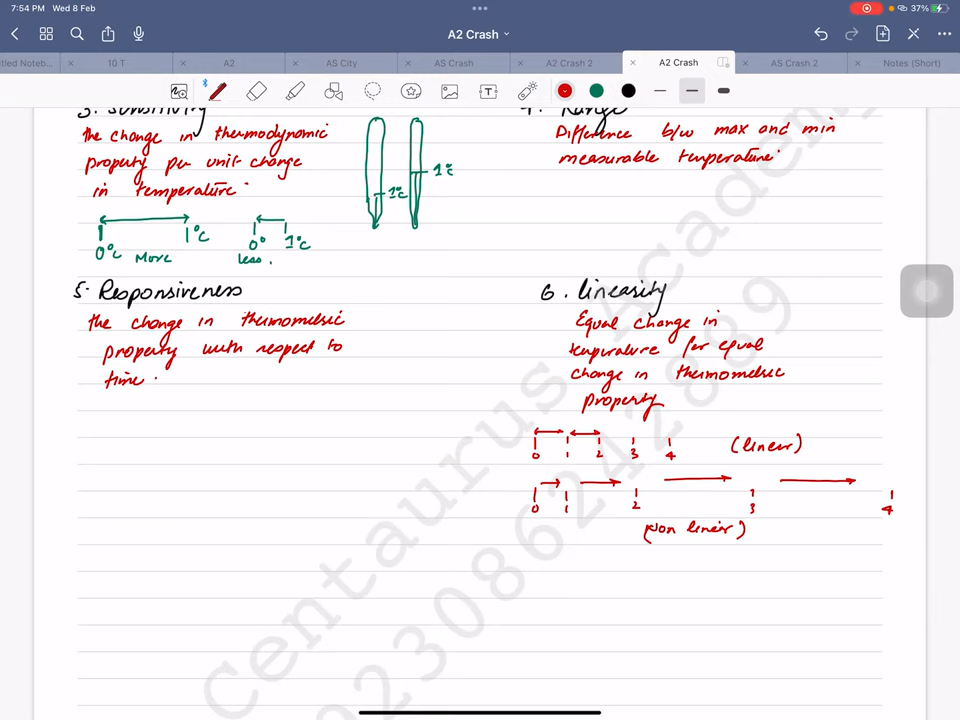 7:54 PM Wed 8 Feb
37%
A2 Crash
10 T
A2
AS City
AS Crash
A2 Crash 2
A2 Crash
AS Crash 2
Notes (Short)
3. Sensitivity
the change in thermodynomic
property per unit change
in temperature
1°C
1°C
0°C
1°C
More
0°
1°C
less.
4. Range
Difference b/w max and min
measurable temperature
5. Responsiveness
the change in thermometric
property with respect to
time.
6. linearity
Equal change in
temperature for equal
change in thermometric
property
0 1 2 3 4 (linear)
0 1 2 3 4
(Non linear)
Centaurus Academy